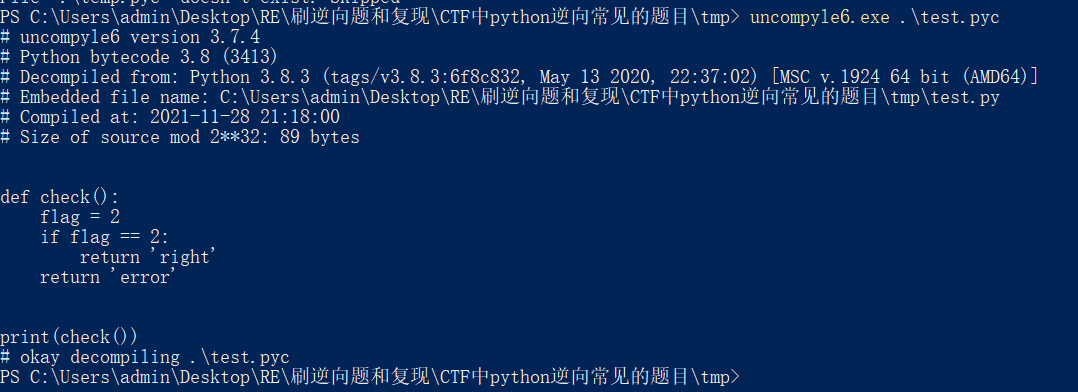 PS C:\Users\admin\Desktop\RE\刷逆向题和复现\CTF中python逆向常见的题目\tmp> uncompyle6.exe .\test.pyc
# uncompyle6 version 3.7.4
# Python bytecode 3.8 (3413)
# Decompiled from: Python 3.8.3 (tags/v3.8.3:6f8c832, May 13 2020, 22:37:02) [MSC v.1924 64 bit (AMD64)]
# Embedded file name: C:\Users\admin\Desktop\RE\刷逆向题和复现\CTF中python逆向常见的题目\tmp\test.py
# Compiled at: 2021-11-28 21:18:00
# Size of source mod 2**32: 89 bytes
def check():
    flag = 2
    if flag == 2:
        return 'right'
    return 'error'
print(check())
# okay decompiling .\test.pyc
PS C:\Users\admin\Desktop\RE\刷逆向题和复现\CTF中python逆向常见的题目\tmp>